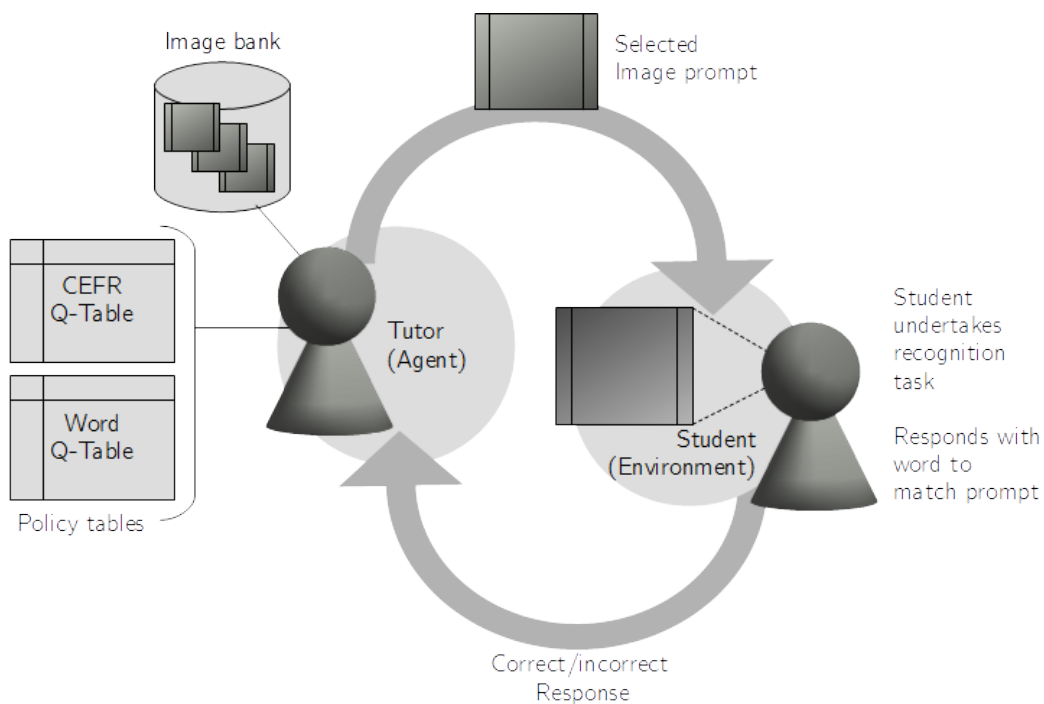 Image bank
Selected
Image prompt
CEFR
Q-Table
Word
Q-Table
Policy tables
Tutor
(Agent)
Student
(Environment)
Student
undertakes
recognition
task
Responds with
word to
match prompt
Correct/incorrect
Response